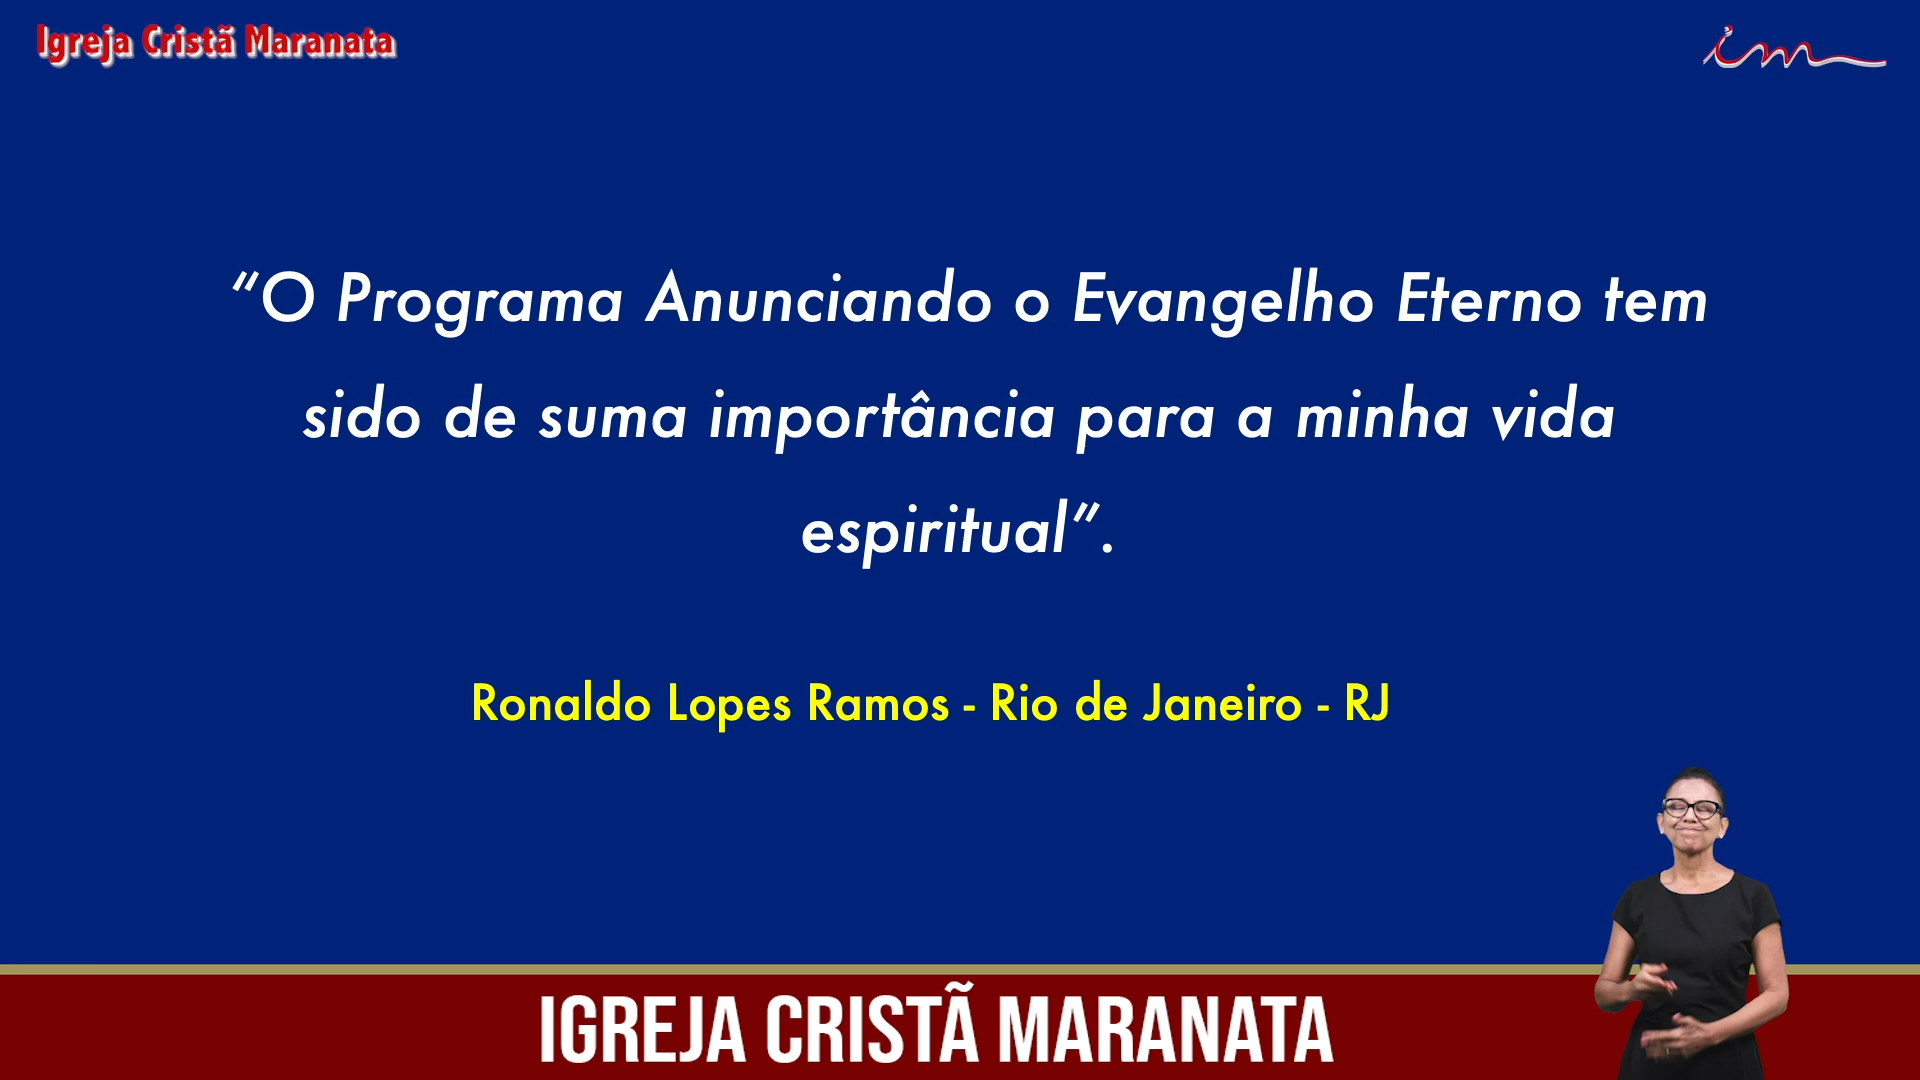 Igreja Cristã Maranata
im
“O Programa Anunciando o Evangelho Eterno tem
sido de suma importância para a minha vida
espiritual”.
Ronaldo Lopes Ramos - Rio de Janeiro - RJ
IGREJA CRISTÃ MARANATA